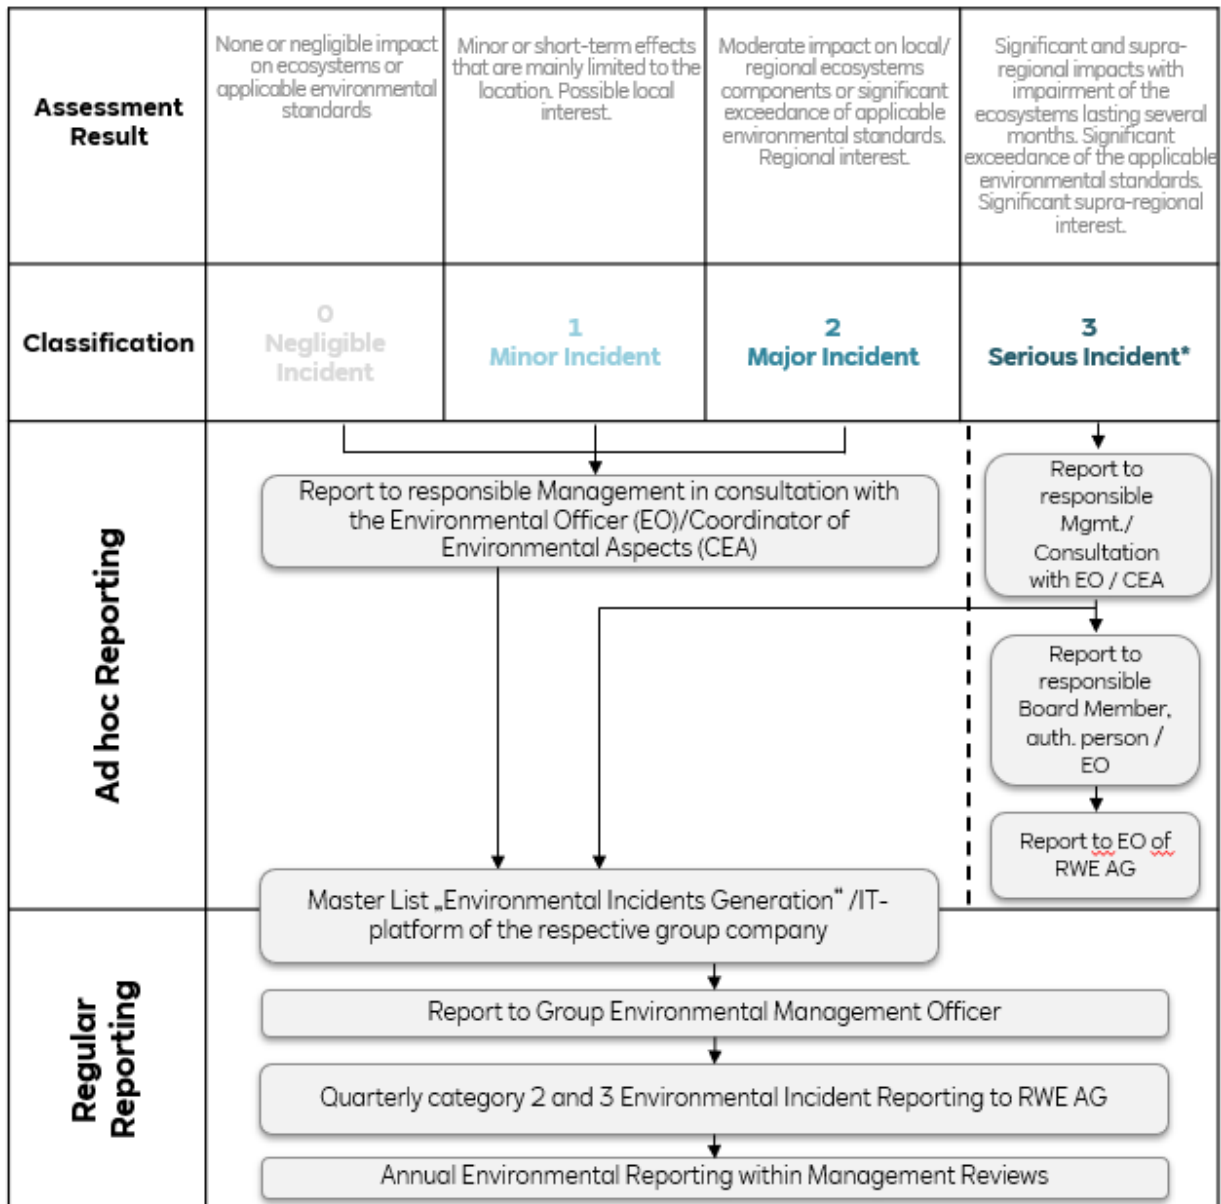 Assessment
Result
None or negligible impact
on ecosystems or
applicable environmental
standards
Minor or short-term effects
that are mainly limited to the
location. Possible local
interest.
Moderate impact on local/
regional ecosystems
components or significant
exceedance of applicable
environmental standards.
Regional interest.
Significant and supra-
regional impacts with
impairment of the
ecosystems lasting several
months. Significant
exceedance of the applicable
environmental standards.
Significant supra-regional
interest.
Classification
0
Negligible
Incident
1
Minor Incident
2
Major Incident
3
Serious Incident*
Ad hoc Reporting
Report to responsible Management in consultation with
the Environmental Officer (EO)/Coordinator of
Environmental Aspects (CEA)
Report to
responsible
Mgmt./
Consultation
with EO / CEA
Report to
responsible
Board Member,
auth. person /
EO
Report to EO of
RWE AG
Master List „Environmental Incidents Generation" /IT-
platform of the respective group company
Regular
Reporting
Report to Group Environmental Management Officer
Quarterly category 2 and 3 Environmental Incident Reporting to RWE AG
Annual Environmental Reporting within Management Reviews